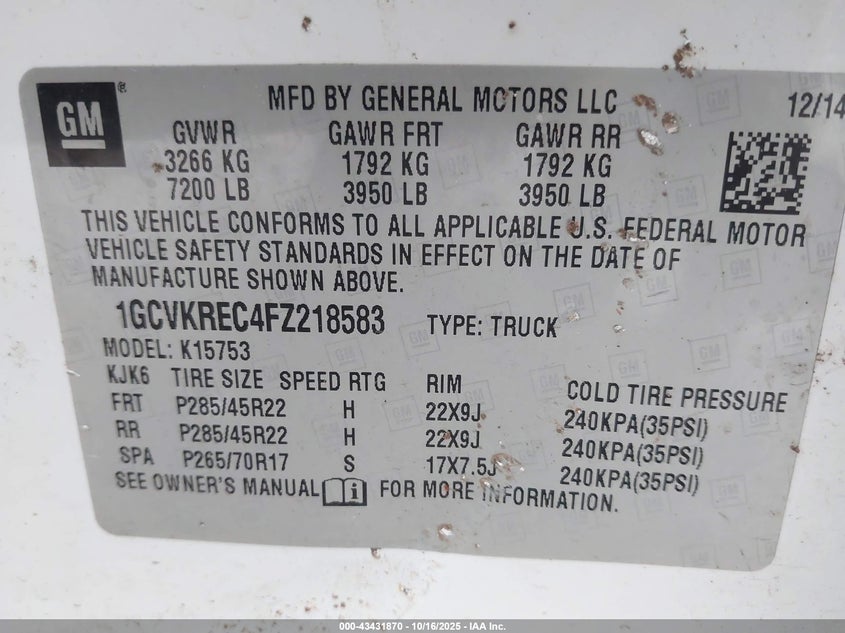 GM ® MFD BY GENERAL MOTORS LLC 12/14
GVWR GAWR FRT GAWR RR
3266 KG 1792 KG 1792 KG
7200 LB 3950 LB 3950 LB
THIS VEHICLE CONFORMS TO ALL APPLICABLE U.S. FEDERAL MOTOR
VEHICLE SAFETY STANDARDS IN EFFECT ON THE DATE OF
MANUFACTURE SHOWN ABOVE.
1GCVKREC4FZ218583 TYPE: TRUCK
MODEL: K15753
KJK6 TIRE SIZE SPEED RTG RIM COLD TIRE PRESSURE
FRT P285/45R22 H 22X9J 240KPA(35PSI)
RR P285/45R22 H 22X9J 240KPA(35PSI)
SPA P265/70R17 S 17X7.5J 240KPA(35PSI)
SEE OWNER'S MANUAL i FOR MORE INFORMATION.
000-43431870 - 10/16/2025 - IAA Inc.